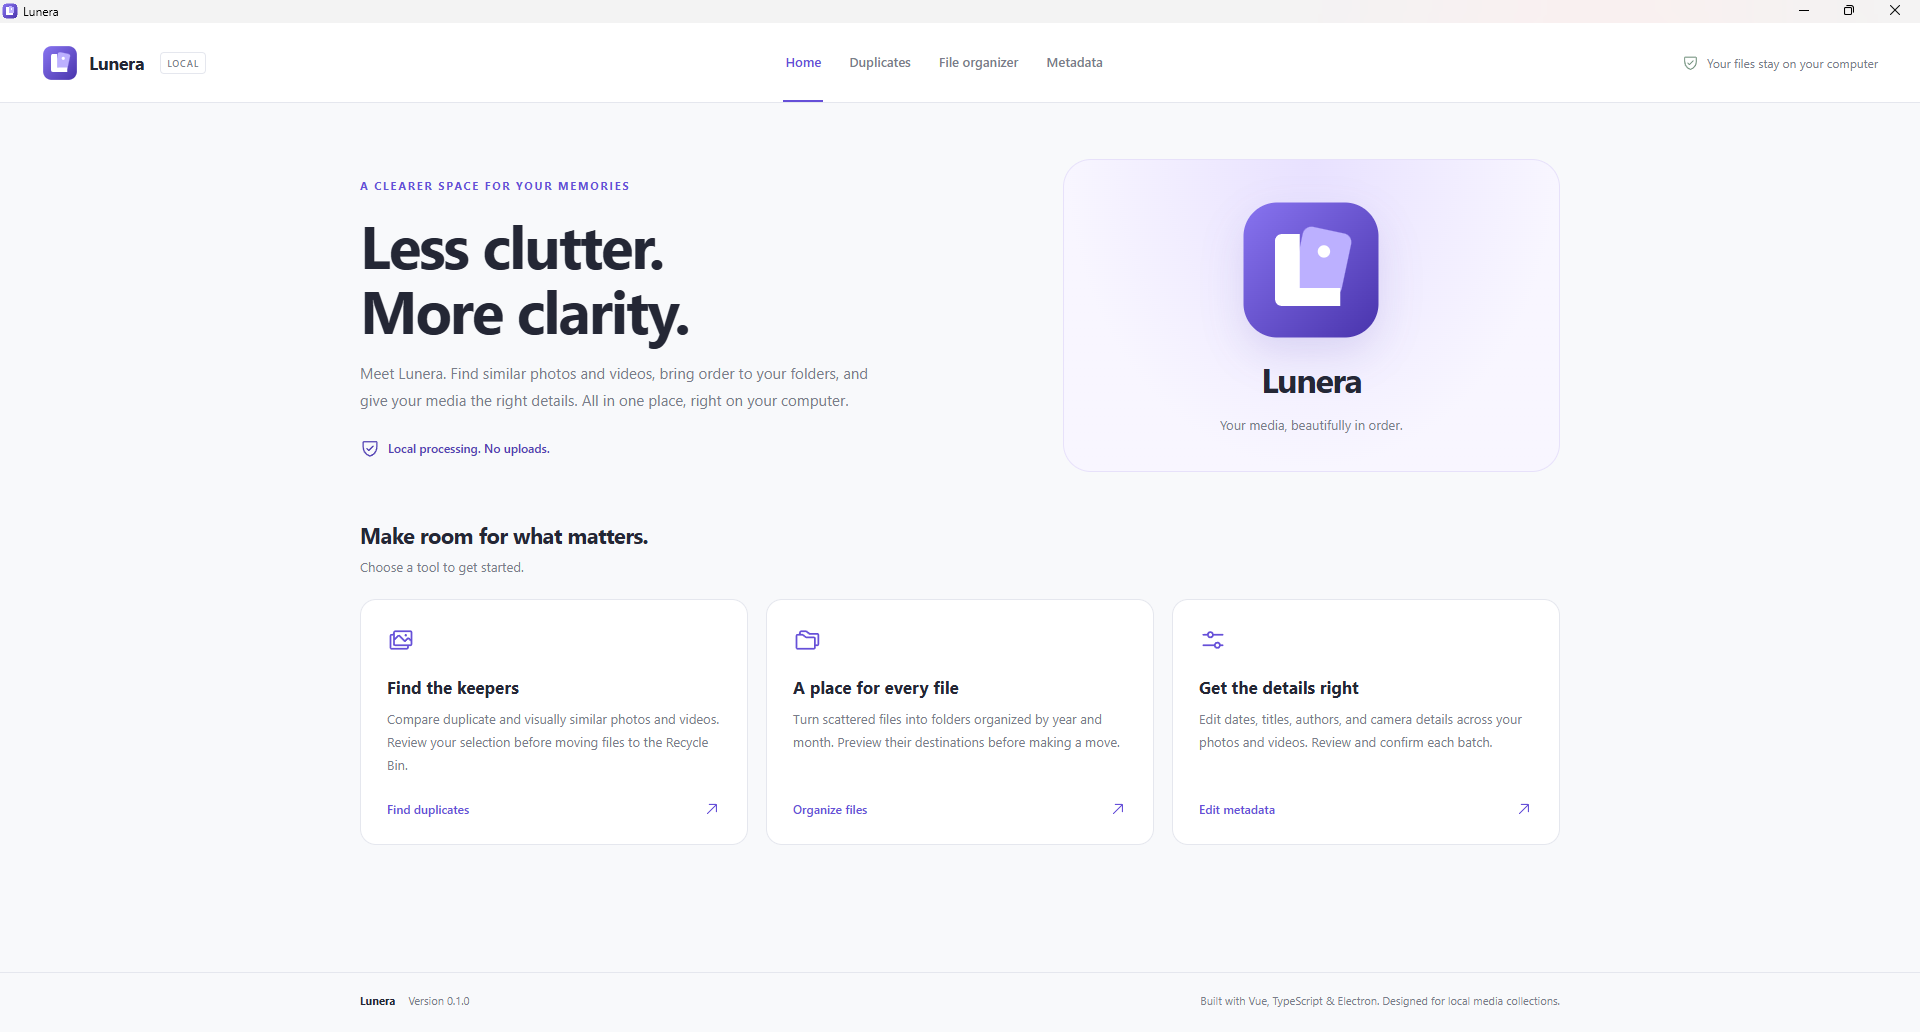 Lunera
Lunera LOCAL
Home Duplicates File organizer Metadata
Your files stay on your computer
A CLEARER SPACE FOR YOUR MEMORIES
Less clutter.
More clarity.
Meet Lunera. Find similar photos and videos, bring order to your folders, and
give your media the right details. All in one place, right on your computer.
Local processing. No uploads.
Lunera
Your media, beautifully in order.
Make room for what matters.
Choose a tool to get started.
Find the keepers
Compare duplicate and visually similar photos and videos.
Review your selection before moving files to the Recycle
Bin.
Find duplicates
A place for every file
Turn scattered files into folders organized by year and
month. Preview their destinations before making a move.
Organize files
Get the details right
Edit dates, titles, authors, and camera details across your
photos and videos. Review and confirm each batch.
Edit metadata
Lunera Version 0.1.0
Built with Vue, TypeScript & Electron. Designed for local media collections.